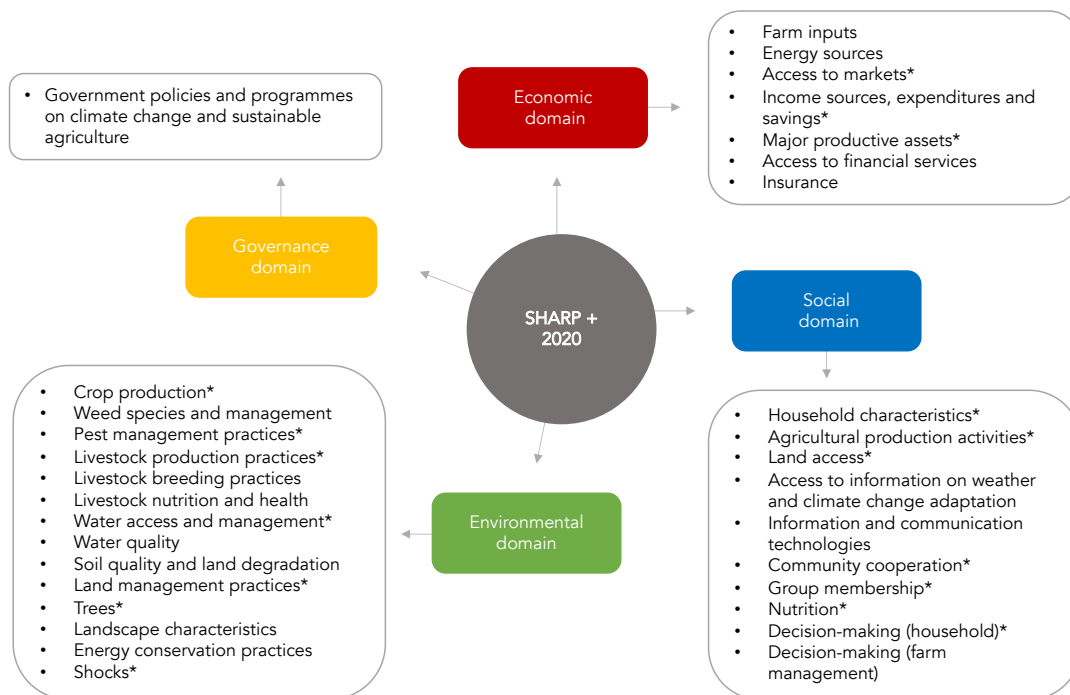 • Government policies and programmes
on climate change and sustainable
agriculture
Economic
domain
• Farm inputs
• Energy sources
• Access to markets*
• Income sources, expenditures and
savings*
• Major productive assets*
• Access to financial services
• Insurance
Governance
domain
SHARP +
2020
Social
domain
• Crop production*
• Weed species and management
• Pest management practices*
• Livestock production practices*
• Livestock breeding practices
• Livestock nutrition and health
• Water access and management*
• Water quality
• Soil quality and land degradation
• Land management practices*
• Trees*
• Landscape characteristics
• Energy conservation practices
• Shocks*
Environmental
domain
• Household characteristics*
• Agricultural production activities*
• Land access*
• Access to information on weather
and climate change adaptation
• Information and communication
technologies
• Community cooperation*
• Group membership*
• Nutrition*
• Decision-making (household)*
• Decision-making (farm
management)